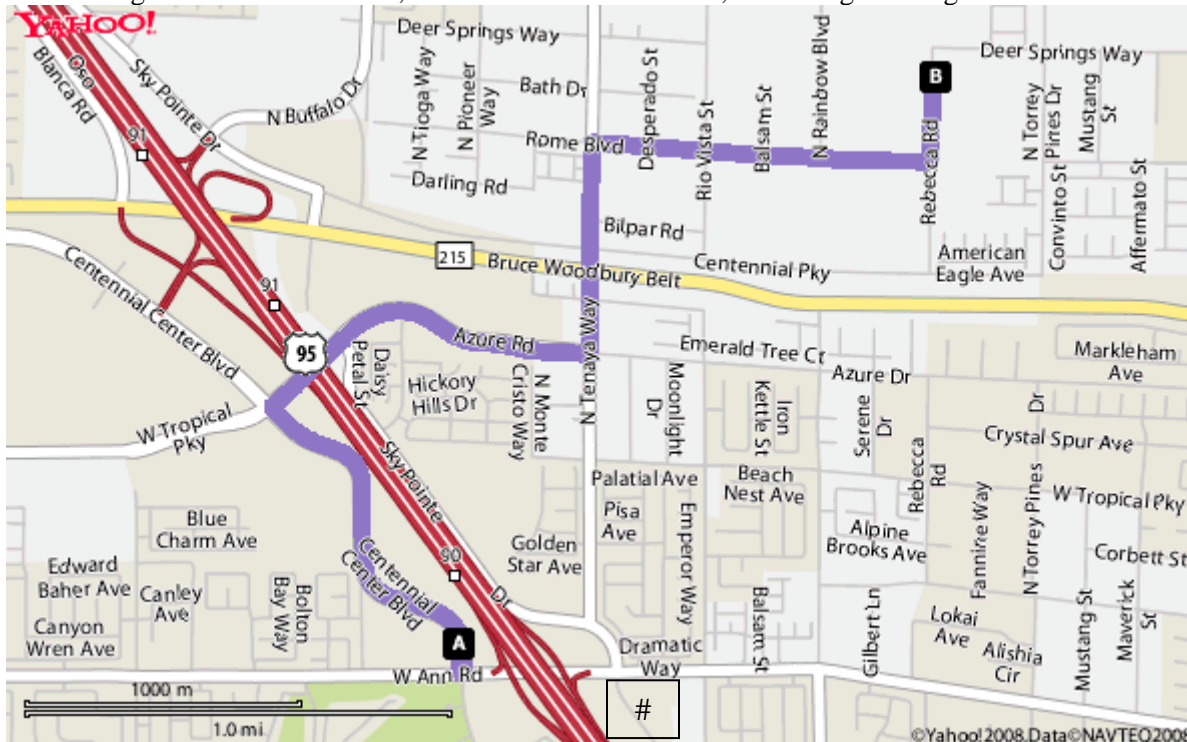 YAHOO!
Deer Springs Way
Deer Springs Way
Oso
Blanca Rd
Sky Pointe Dr
N Buffalo Dr
N Tioga Way
N Pioneer
Way
Bath Dr
Desperado St
Rio Vista St
Balsam St
N Rainbow Blvd
B
N Torrey
Pines Dr
Mustang
St
91
Rome Blvd
Darling Rd
Rebecca Rd
Convinto St
Affermato St
Bilpar Rd
215
Bruce Woodbury Belt
Centennial Pky
American
Eagle Ave
Centennial Center Blvd
91
95
Azure Rd
N Tenaya Way
Emerald Tree Ct
Azure Dr
Markleham
Ave
Daisy
Petal St
Hickory
Hills Dr
N Monte
Cristo Way
Moonlight
Dr
Iron
Kettle St
Serene
Dr
Rebecca
Rd
Dr
N Torrey Pines
Crystal Spur Ave
W Tropical
Pky
Sky Pointe
Dr
Palatial Ave
Beach
Nest Ave
W Tropical Pky
Pisa
Ave
Emperor Way
Alpine
Brooks Ave
Fannine Way
Corbett St
Blue
Charm Ave
Golden
Star Ave
90
Centennial
Center Blvd
Edward
Baher Ave
Canley
Ave
Bolton
Bay Way
Canyon
Wren Ave
A
Dramatic
Way
Balsam St
Gilbert Ln
Lokai
Ave
Alishia
Cir
Mustang St
Maverick
St
W Ann Rd
1000 m
1.0 mi
#
©Yahoo! 2008, Data©NAVTEQ2008